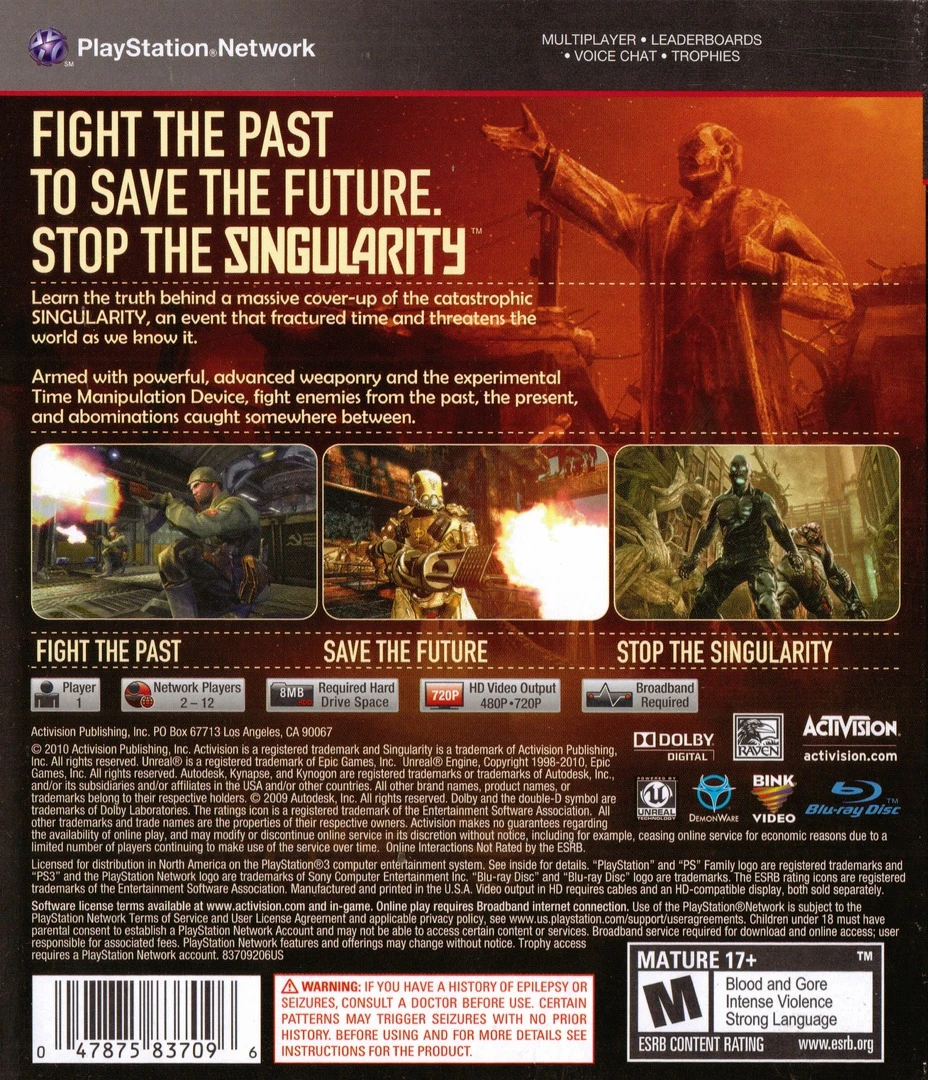 PlayStation®Network
SM
MULTIPLAYER • LEADERBOARDS
• VOICE CHAT • TROPHIES
FIGHT THE PAST
TO SAVE THE FUTURE.
STOP THE SINGULARITY™
Learn the truth behind a massive cover-up of the catastrophic
SINGULARITY, an event that fractured time and threatens the
world as we know it.
Armed with powerful, advanced weaponry and the experimental
Time Manipulation Device, fight enemies from the past, the present,
and abominations caught somewhere between.
FIGHT THE PAST
SAVE THE FUTURE
STOP THE SINGULARITY
Player
1
Network Players
2 – 12
8MB
Required Hard
Drive Space
720P
HD Video Output
480P•720P
Broadband
Required
Activision Publishing, Inc. PO Box 67713 Los Angeles, CA 90067
© 2010 Activision Publishing, Inc. Activision is a registered trademark and Singularity is a trademark of Activision Publishing,
Inc. All rights reserved. Unreal® is a registered trademark of Epic Games, Inc. Unreal® Engine, Copyright 1998-2010, Epic
Games, Inc. All rights reserved. Autodesk, Kynapse, and Kynogon are registered trademarks or trademarks of Autodesk, Inc.,
and/or its subsidiaries and/or affiliates in the USA and/or other countries. All other brand names, product names, or
trademarks belong to their respective holders. © 2009 Autodesk, Inc. All rights reserved. Dolby and the double-D symbol are
trademarks of Dolby Laboratories. The ratings icon is a registered trademark of the Entertainment Software Association. All
other trademarks and trade names are the properties of their respective owners. Activision makes no guarantees regarding
the availability of online play, and may modify or discontinue online service in its discretion without notice, including for example, ceasing online service for economic reasons due to a
limited number of players continuing to make use of the service over time. Online Interactions Not Rated by the ESRB.
DOLBY
DIGITAL
RAVEN
ACTIVISION
activision.com
POWERED BY
UNREAL
TECHNOLOGY
DEMONWARE
BINK
VIDEO
Blu-ray Disc™
Licensed for distribution in North America on the PlayStation®3 computer entertainment system. See inside for details. “PlayStation” and “PS” Family logo are registered trademarks and
“PS3” and the PlayStation Network logo are trademarks of Sony Computer Entertainment Inc. “Blu-ray Disc” and “Blu-ray Disc” logo are trademarks. The ESRB rating icons are registered
trademarks of the Entertainment Software Association. Manufactured and printed in the U.S.A. Video output in HD requires cables and an HD-compatible display, both sold separately.
Software license terms available at www.activision.com and in-game. Online play requires Broadband internet connection. Use of the PlayStation®Network is subject to the
PlayStation Network Terms of Service and User License Agreement and applicable privacy policy, see www.us.playstation.com/support/useragreements. Children under 18 must have
parental consent to establish a PlayStation Network Account and may not be able to access certain content or services. Broadband service required for download and online access; user
responsible for associated fees. PlayStation Network features and offerings may change without notice. Trophy access
requires a PlayStation Network account. 83709206US
0 47875 83709 6
WARNING: IF YOU HAVE A HISTORY OF EPILEPSY OR
SEIZURES, CONSULT A DOCTOR BEFORE USE. CERTAIN
PATTERNS MAY TRIGGER SEIZURES WITH NO PRIOR
HISTORY. BEFORE USING AND FOR MORE DETAILS SEE
INSTRUCTIONS FOR THE PRODUCT.
MATURE 17+ ™
M
Blood and Gore
Intense Violence
Strong Language
ESRB CONTENT RATING www.esrb.org